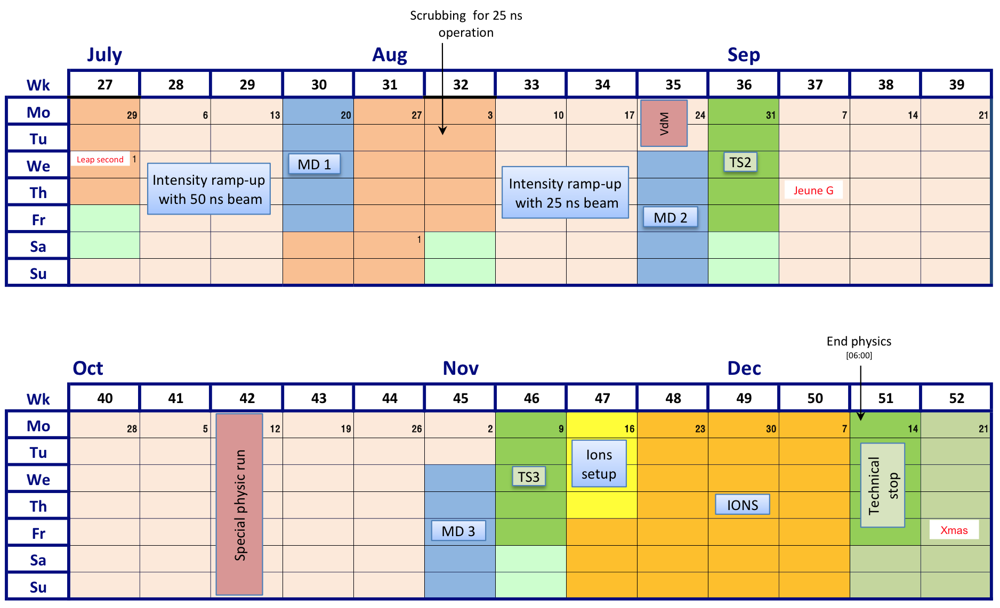 Scrubbing for 25 ns
operation
July Aug Sep
Wk 27 28 29 30 31 32 33 34 35 36 37 38 39
Mo 29 6 13 20 27 3 10 17 VdM 24 31 7 14 21
Tu
We Leap second 1 MD 1 TS2
Intensity ramp-up
with 50 ns beam
Intensity ramp-up
with 25 ns beam
Th Jeune G
Fr MD 2
Sa 1
Su
End physics
[06:00]
Oct Nov Dec
Wk 40 41 42 43 44 45 46 47 48 49 50 51 52
Mo 28 5 12 19 26 2 9 16 23 30 7 14 21
Tu
Special physic run
Ions
setup
Technical
stop
We TS3
Th IONS
Fr MD 3 Xmas
Sa
Su